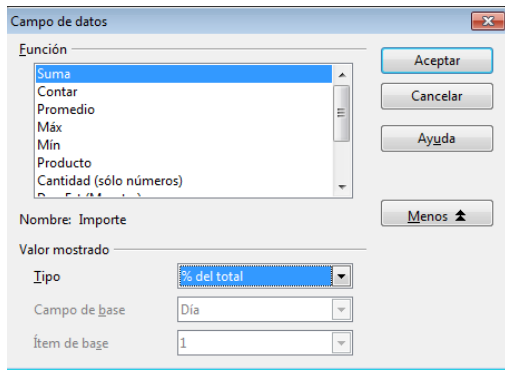 Campo de datos
Función
Suma
Contar
Promedio
Máx
Mín
Producto
Cantidad (sólo números)
Aceptar
Cancelar
Ayuda
Menos
Nombre: Importe
Valor mostrado
Tipo % del total
Campo de base Día
Ítem de base 1